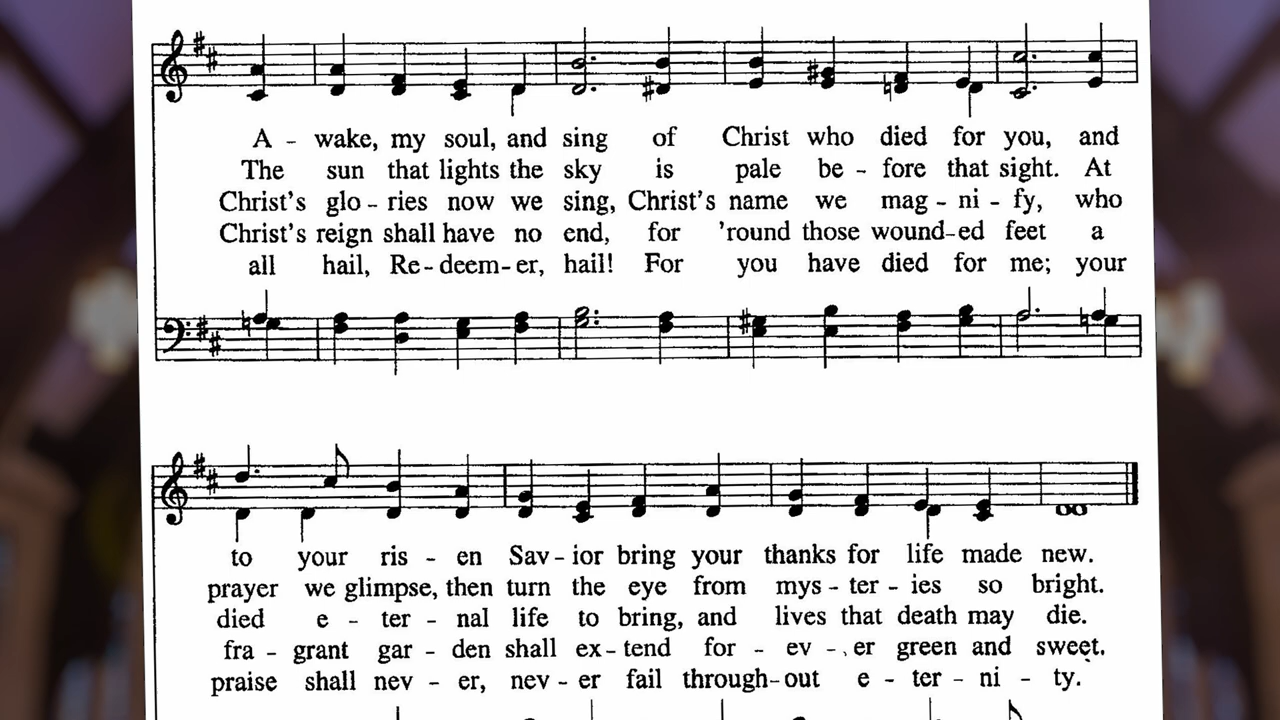 A - wake, my soul, and sing of Christ who died for you, and
The sun that lights the sky is pale be - fore that sight. At
Christ's glo - ries now we sing, Christ's name we mag - ni - fy, who
Christ's reign shall have no end, for 'round those wound - ed feet a
all hail, Re - deem - er, hail! For you have died for me; your
to your ris - en Sav - ior bring your thanks for life made new.
prayer we glimpse, then turn the eye from mys - ter - ies so bright.
died e - ter - nal life to bring, and lives that death may die.
fra - grant gar - den shall ex - tend for - ev - er green and sweet.
praise shall nev - er, nev - er fail through - out e - ter - ni - ty.